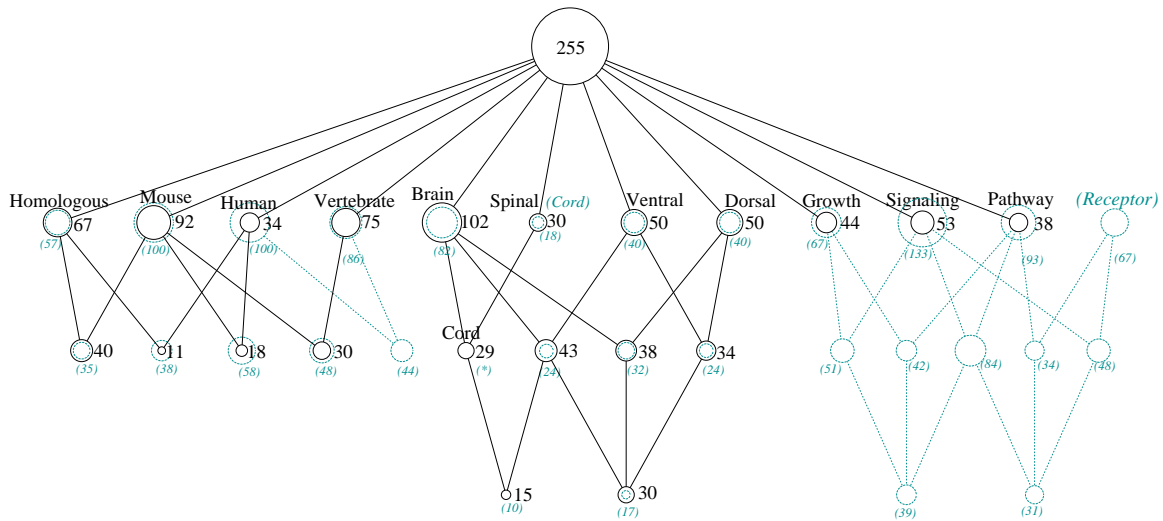 255
Homologous Mouse Human Vertebrate Brain Spinal (Cord) Ventral Dorsal Growth Signaling Pathway (Receptor)
67 92 34 75 102 30 50 50 44 53 38
(57) (100) (100) (86) (82) (18) (40) (40) (67) (133) (93) (67)
Cord
40 11 18 30 29 43 38 34
(35) (38) (58) (48) (44) (*) (24) (32) (24) (51) (42) (84) (34) (48)
15 30
(10) (17) (39) (31)